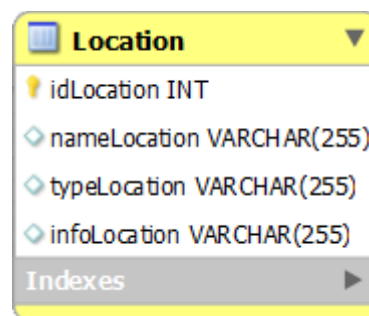 Location
idLocation INT
nameLocation VARCHAR(255)
typeLocation VARCHAR(255)
infoLocation VARCHAR(255)
Indexes